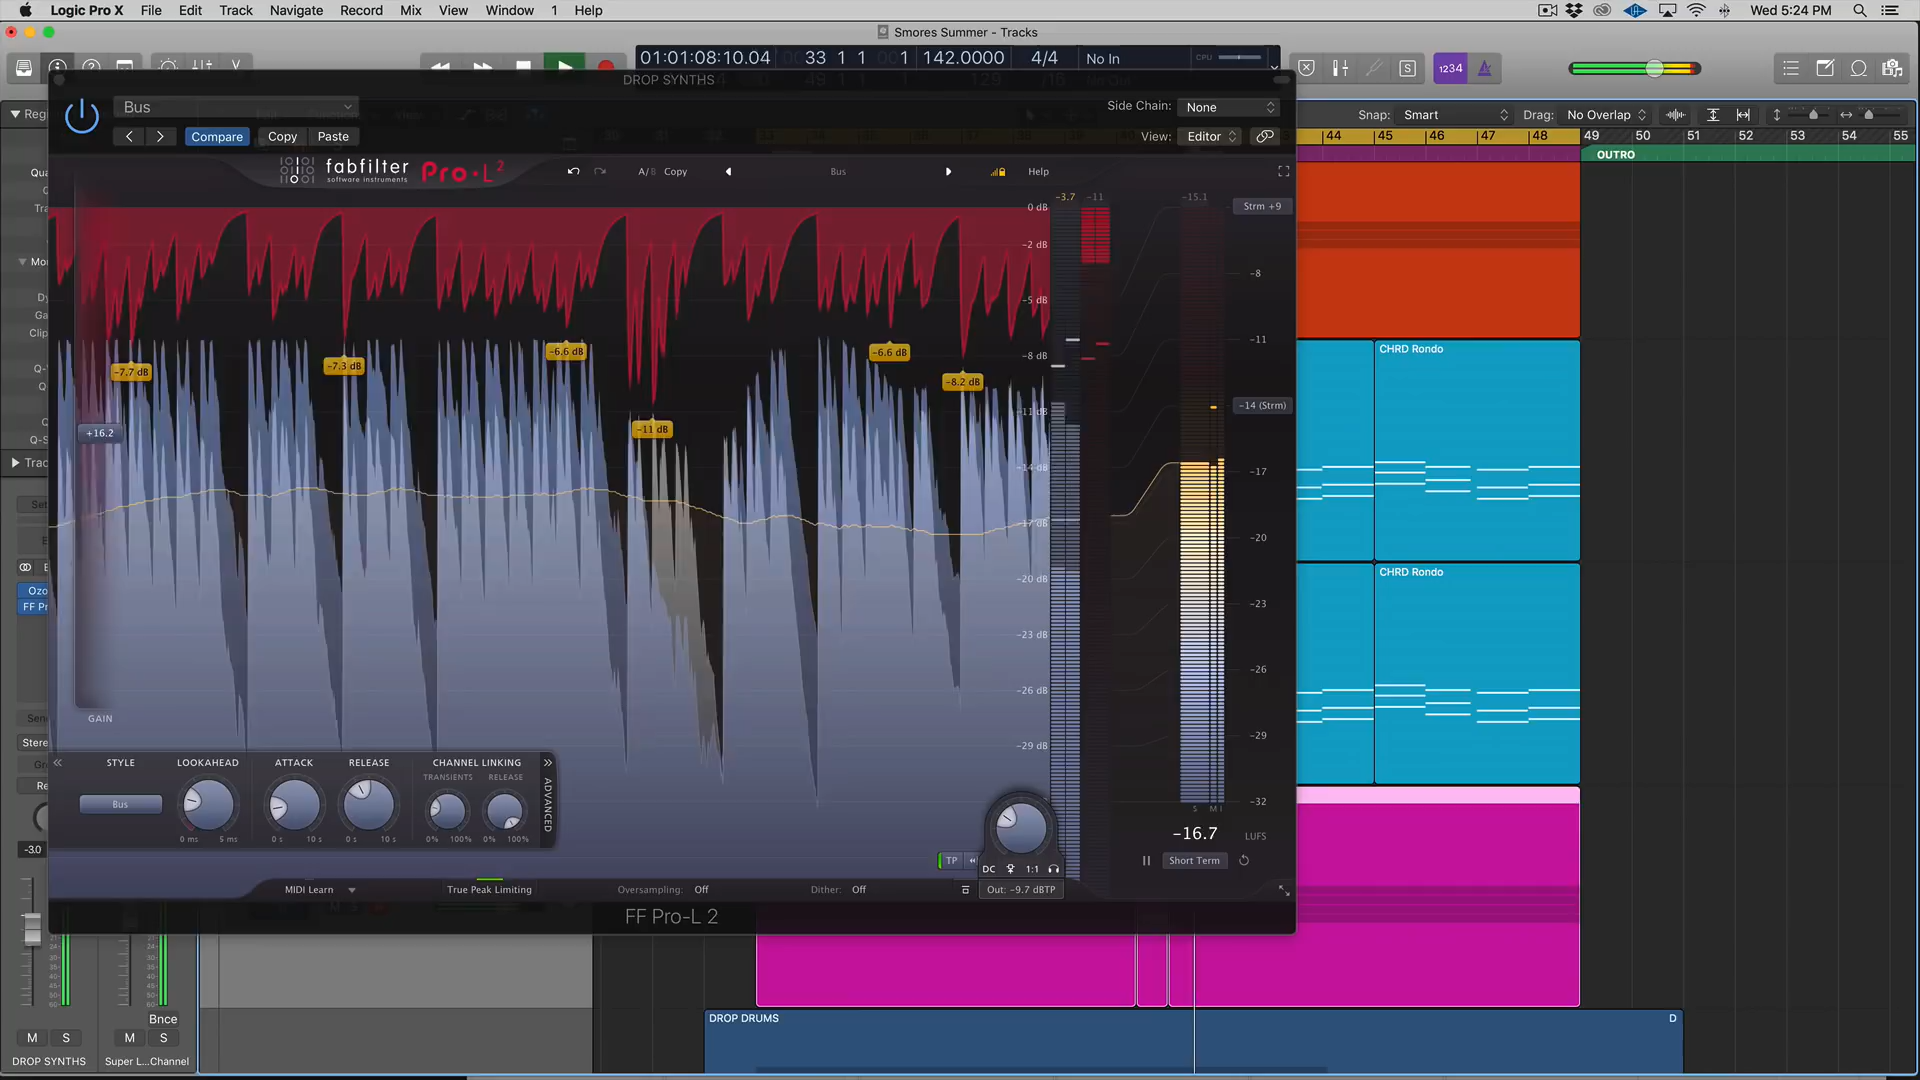 Logic Pro X File Edit Track Navigate Record Mix View Window 1 Help
Wed 5:24 PM
Smores Summer - Tracks
01:01:08:10.04 33 1 1 1 142.0000 4/4 No In
CPU
1234
DROP SYNTHS
Bus
Side Chain: None
Compare Copy Paste
View: Editor
Snap: Smart
Drag: No Overlap
44 45 46 47 48 49 50 51 52 53 54 55
OUTRO
fabfilter
software instruments
Pro·L 2
A/B Copy
Bus
Help
-3.7 -11
-15.1
Strm +9
0 dB
-2 dB
-5 dB
-8 dB
-11 dB
-14 dB
-17 dB
-20 dB
-23 dB
-26 dB
-29 dB
-7.7 dB
-7.3 dB
-6.6 dB
-11 dB
-6.6 dB
-8.2 dB
+16.2
GAIN
-8
-11
-14 (Strm)
-17
-20
-23
-26
-29
-32
S M I
-16.7 LUFS
Short Term
STYLE LOOKAHEAD ATTACK RELEASE CHANNEL LINKING
TRANSIENTS RELEASE
Bus
0 ms 5 ms 0 s 10 s 0 s 10 s 0% 100% 0% 100%
ADVANCED
TP
DC 1:1
MIDI Learn
True Peak Limiting
Oversampling: Off
Dither: Off
Out: -9.7 dBTP
FF Pro-L 2
CHRD Rondo
CHRD Rondo
DROP DRUMS
D
Ozo
FF Pr
Stere
-3.0
Bnce
M S M S
DROP SYNTHS Super L...Channel